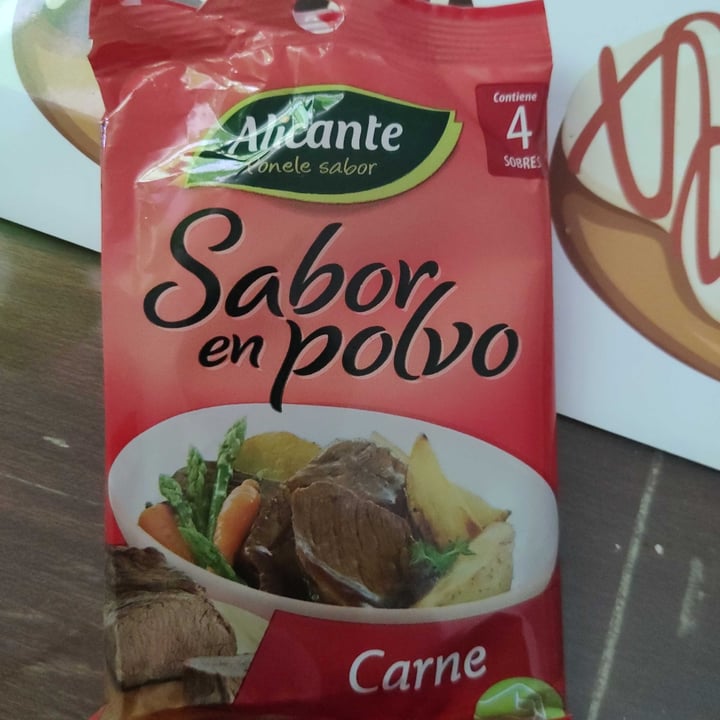 Alicante
Ponele sabor
Contiene
4
SOBRES
Sabor
en polvo
Carne